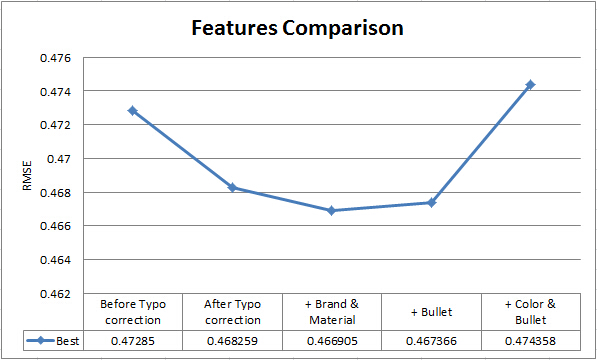 Features Comparison
0.476
0.474
0.472
0.47
0.468
0.466
0.464
0.462
RMSE
Before Typo correction
After Typo correction
+ Brand & Material
+ Bullet
+ Color & Bullet
Best 0.47285 0.468259 0.466905 0.467366 0.474358